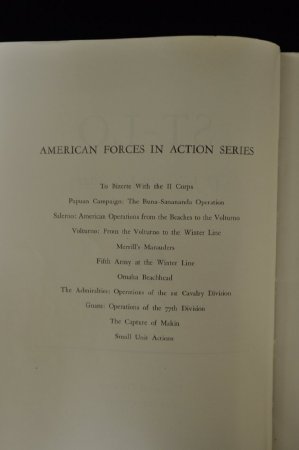 AMERICAN FORCES IN ACTION SERIES
To Bizerte With the II Corps
Papuan Campaign: The Buna-Sanananda Operation
Salerno: American Operations from the Beaches to the Volturno
Volturno: From the Volturno to the Winter Line
Merrill's Marauders
Fifth Army at the Winter Line
Omaha Beachhead
The Admiralties: Operations of the 1st Cavalry Division
Guam: Operations of the 77th Division
The Capture of Makin
Small Unit Actions